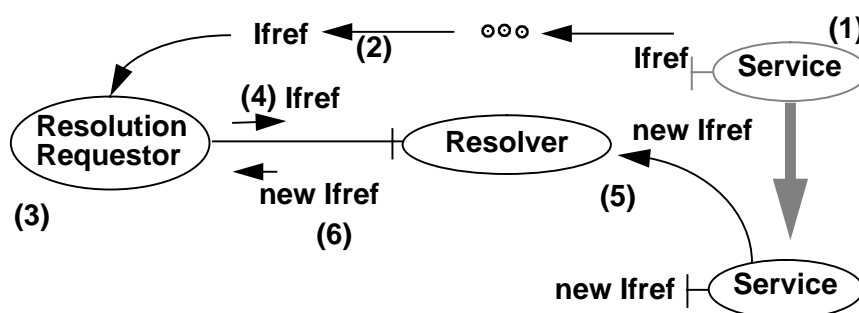 (1)
Ifref
(2)
Ifref
Service
(4) Ifref
Resolution
Requestor
Resolver
new Ifref
new Ifref
(3)
(5)
(6)
new Ifref
Service